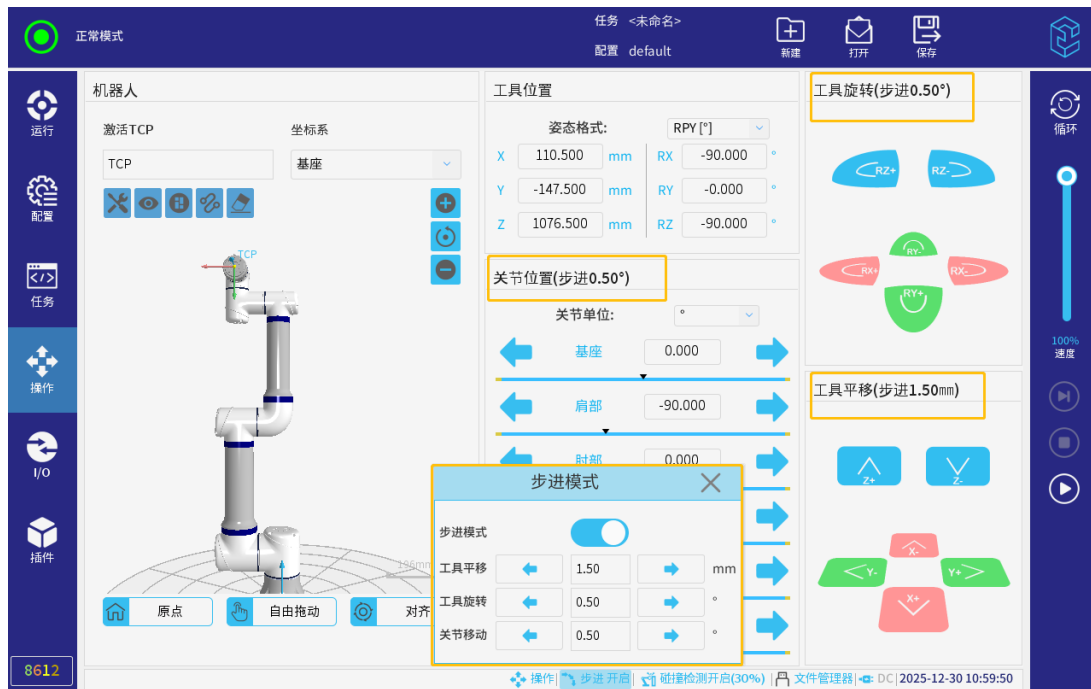 正常模式
任务 <未命名>
配置 default
新建
打开
保存
运行
配置
任务
操作
I/O
插件
8612
机器人
激活TCP
坐标系
TCP
基座
TCP
196mm
原点
自由拖动
对齐
工具位置
姿态格式: RPY [°]
X 110.500 mm RX -90.000 °
Y -147.500 mm RY -0.000 °
Z 1076.500 mm RZ -90.000 °
关节位置(步进0.50°)
关节单位: °
基座 0.000
肩部 -90.000
肘部 0.000
步进模式
步进模式
工具平移 1.50 mm
工具旋转 0.50 °
关节移动 0.50 °
工具旋转(步进0.50°)
RZ+ RZ-
RY-
RX+ RX-
RY+
工具平移(步进1.50mm)
Z+ Z-
X-
Y- Y+
X+
循环
100%
速度
操作| 步进 开启| 碰撞检测开启(30%) | 文件管理器| DC |2025-12-30 10:59:50